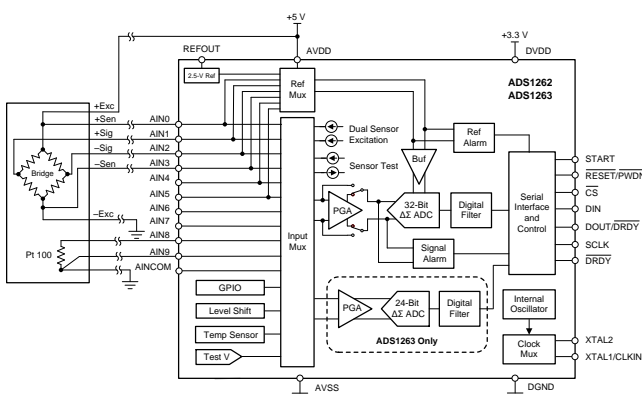 +5 V
+3.3 V
REFOUT
AVDD
DVDD
2.5-V Ref
Ref
Mux
ADS1262
ADS1263
+Exc
+Sen
AIN0
+Sig
AIN1
–Sig
AIN2
Bridge
–Sen
AIN3
AIN4
AIN5
AIN6
–Exc
AIN7
AIN8
Pt 100
AIN9
AINCOM
Dual Sensor
Excitation
Sensor Test
Input
Mux
PGA
Buf
Ref
Alarm
32-Bit
ΔΣ ADC
Digital
Filter
Signal
Alarm
Serial
Interface
and
Control
START
RESET/PWDN
CS
DIN
DOUT/DRDY
SCLK
DRDY
GPIO
Level Shift
Temp Sensor
Test V
PGA
24-Bit
ΔΣ ADC
Digital
Filter
ADS1263 Only
Internal
Oscillator
Clock
Mux
XTAL2
XTAL1/CLKIN
AVSS
DGND